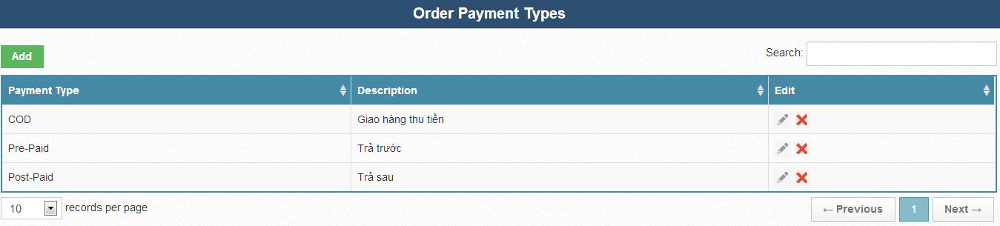 Order Payment Types
Add
Search:
Payment Type Description Edit
COD Giao hàng thu tiền
Pre-Paid Trả trước
Post-Paid Trả sau
10 records per page
← Previous 1 Next →